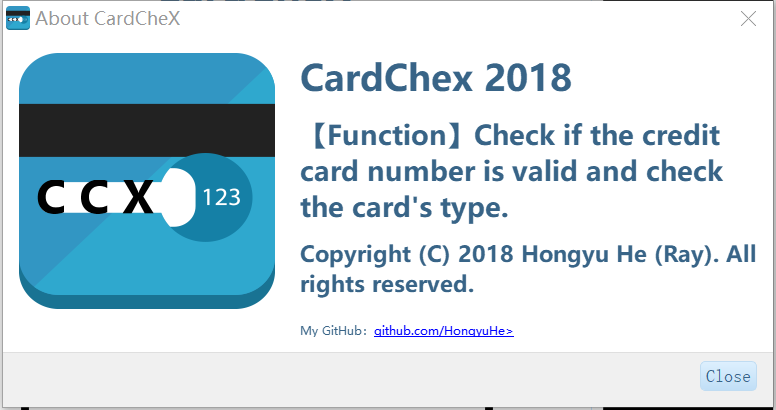 About CardCheX
CardChex 2018
【Function】Check if the credit
card number is valid and check
the card's type.
C C X 123
Copyright (C) 2018 Hongyu He (Ray). All
rights reserved.
My GitHub: github.com/HongyuHe>
Close